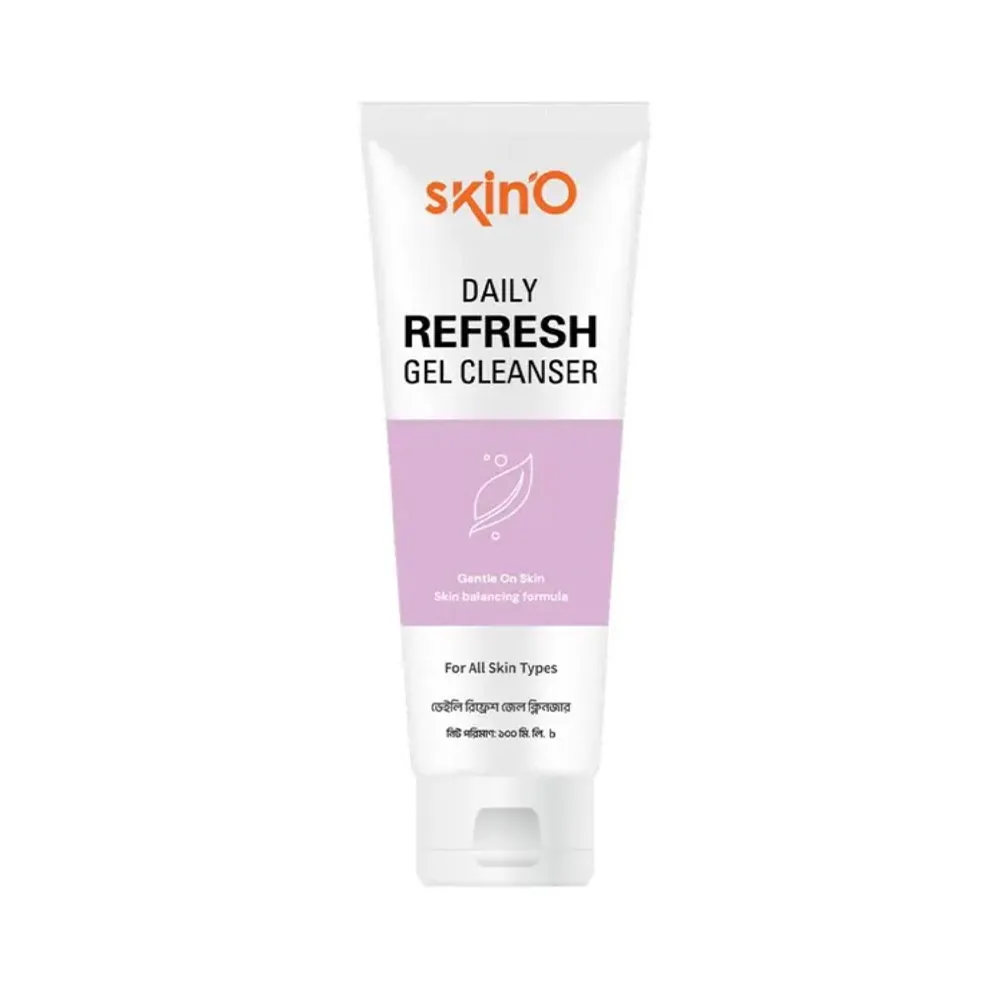 skin'O
DAILY
REFRESH
GEL CLEANSER
Gentle On Skin
Skin balancing formula
For All Skin Types
ডেইলি রিফ্রেশ জেল ক্লিনজার
নিট পরিমাণ: ১০০ মি. লি. ৮